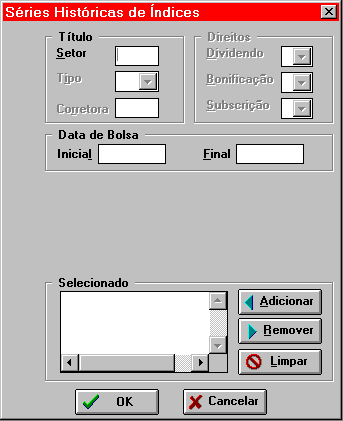 Séries Históricas de Índices
Título
Setor
Tipo
Corretora
Direitos
Dividendo
Bonificação
Subscrição
Data de Bolsa
Inicial
Final
Selecionado
Adicionar
Remover
Limpar
OK
Cancelar